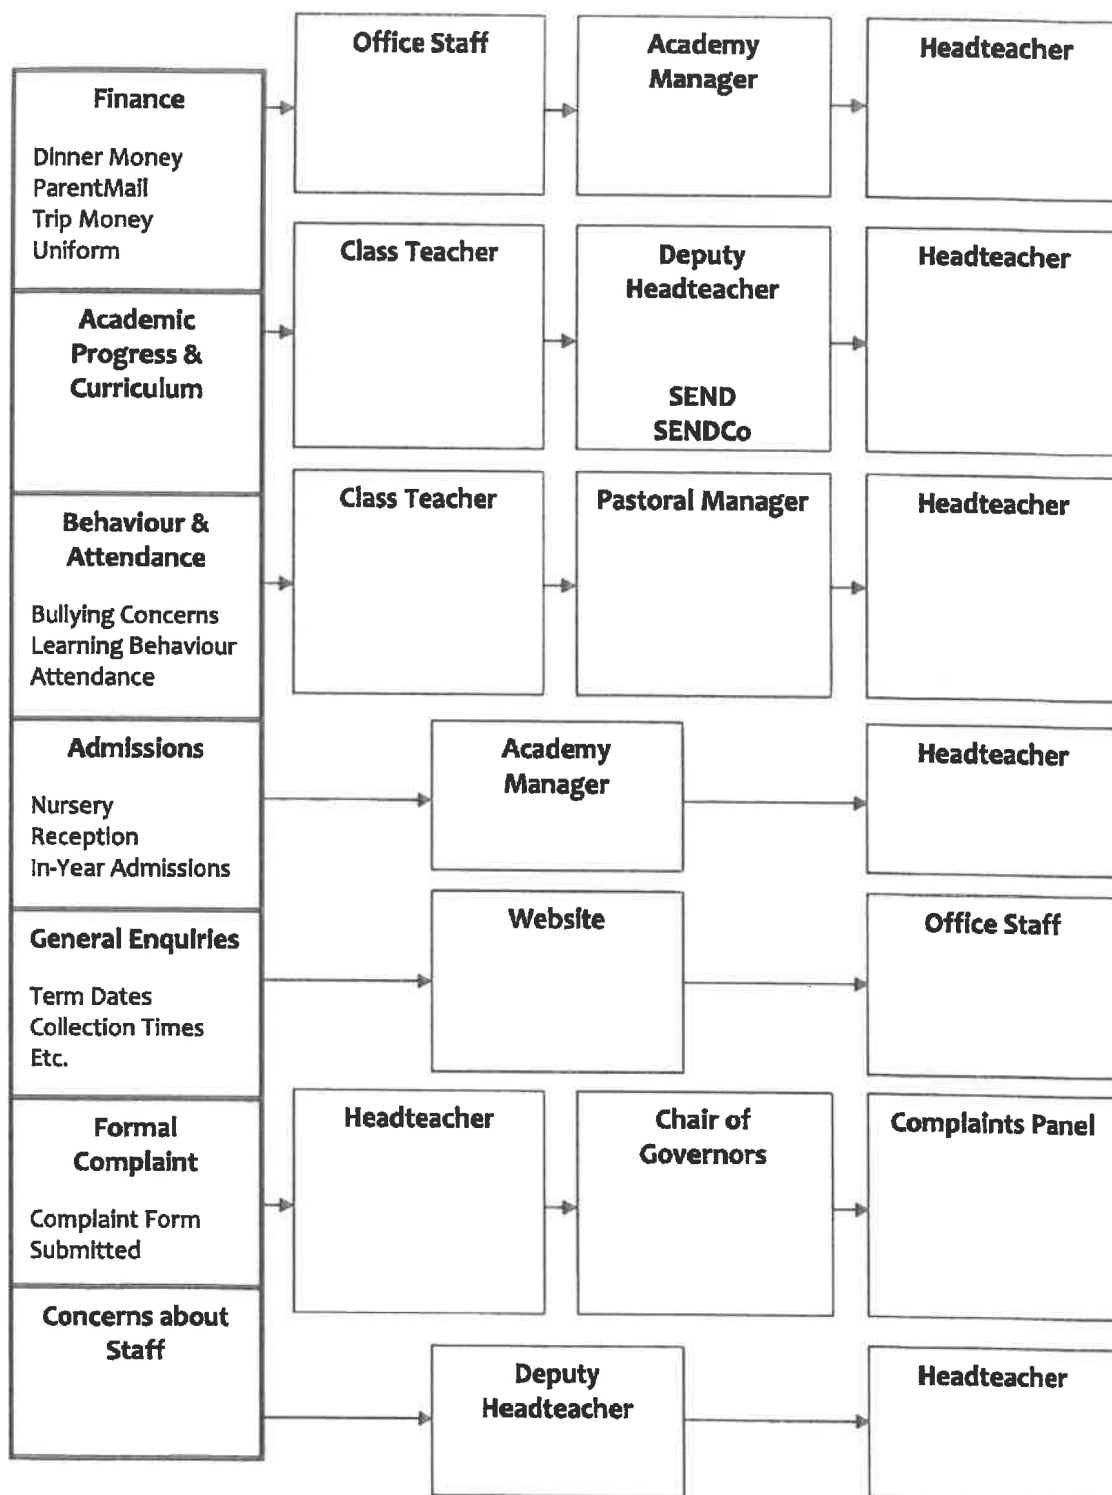 Finance
Dinner Money
ParentMail
Trip Money
Uniform
Office Staff
Academy
Manager
Headteacher
Academic
Progress &
Curriculum
Class Teacher
Deputy
Headteacher
SEND
SENDCo
Headteacher
Behaviour &
Attendance
Bullying Concerns
Learning Behaviour
Attendance
Class Teacher
Pastoral Manager
Headteacher
Admissions
Nursery
Reception
In-Year Admissions
Academy
Manager
Headteacher
General Enquiries
Term Dates
Collection Times
Etc.
Website
Office Staff
Formal
Complaint
Complaint Form
Submitted
Headteacher
Chair of
Governors
Complaints Panel
Concerns about
Staff
Deputy
Headteacher
Headteacher